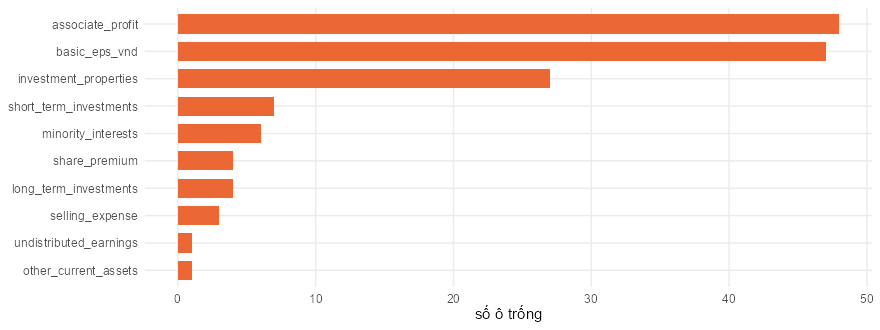 associate_profit
basic_eps_vnd
investment_properties
short_term_investments
minority_interests
share_premium
long_term_investments
selling_expense
undistributed_earnings
other_current_assets
0 10 20 30 40 50
số ô trống